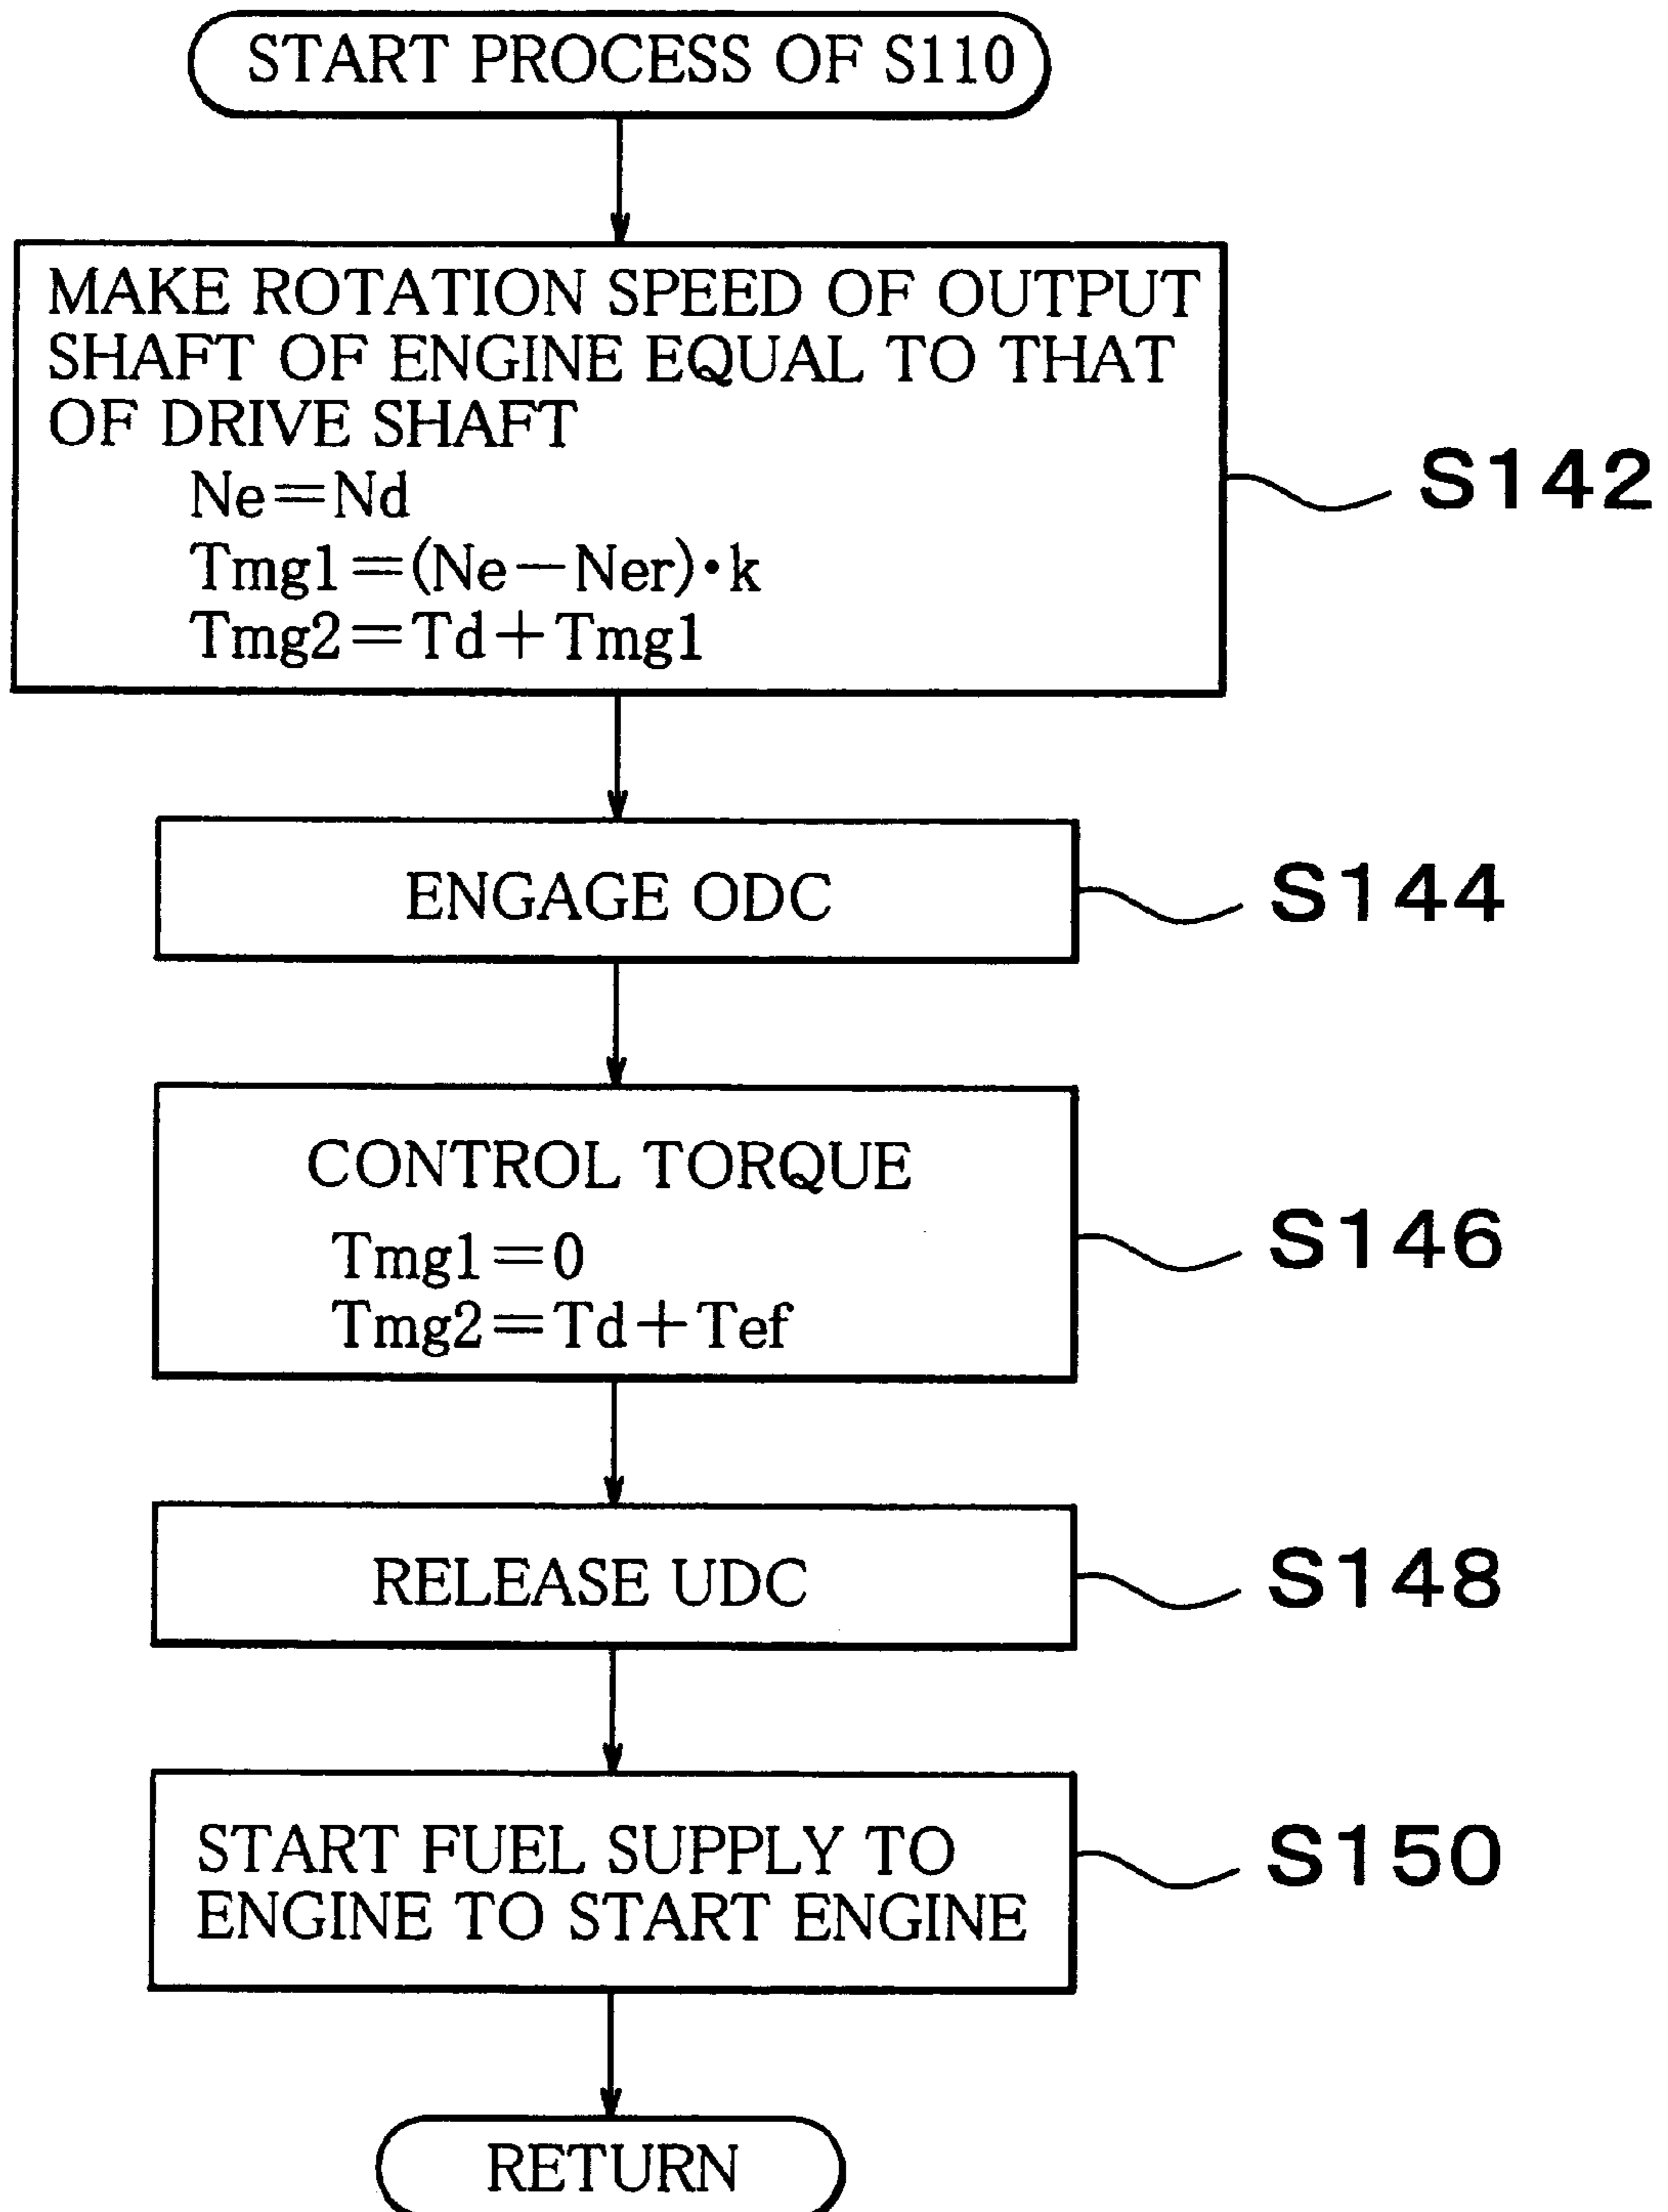 START PROCESS OF S110
MAKE ROTATION SPEED OF OUTPUT
SHAFT OF ENGINE EQUAL TO THAT
OF DRIVE SHAFT
Ne=Nd
Tmg1=(Ne−Ner)·k
Tmg2=Td+Tmg1
S142
ENGAGE ODC
S144
CONTROL TORQUE
Tmg1=0
Tmg2=Td+Tef
S146
RELEASE UDC
S148
START FUEL SUPPLY TO
ENGINE TO START ENGINE
S150
RETURN